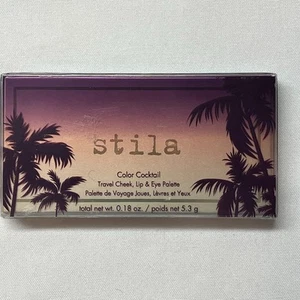 stila
Color Cocktail
Travel Cheek, Lip & Eye Palette
Palette de Voyage Joues, Lèvres et Yeux
total net wt. 0.18 oz. / poids net 5.3 g